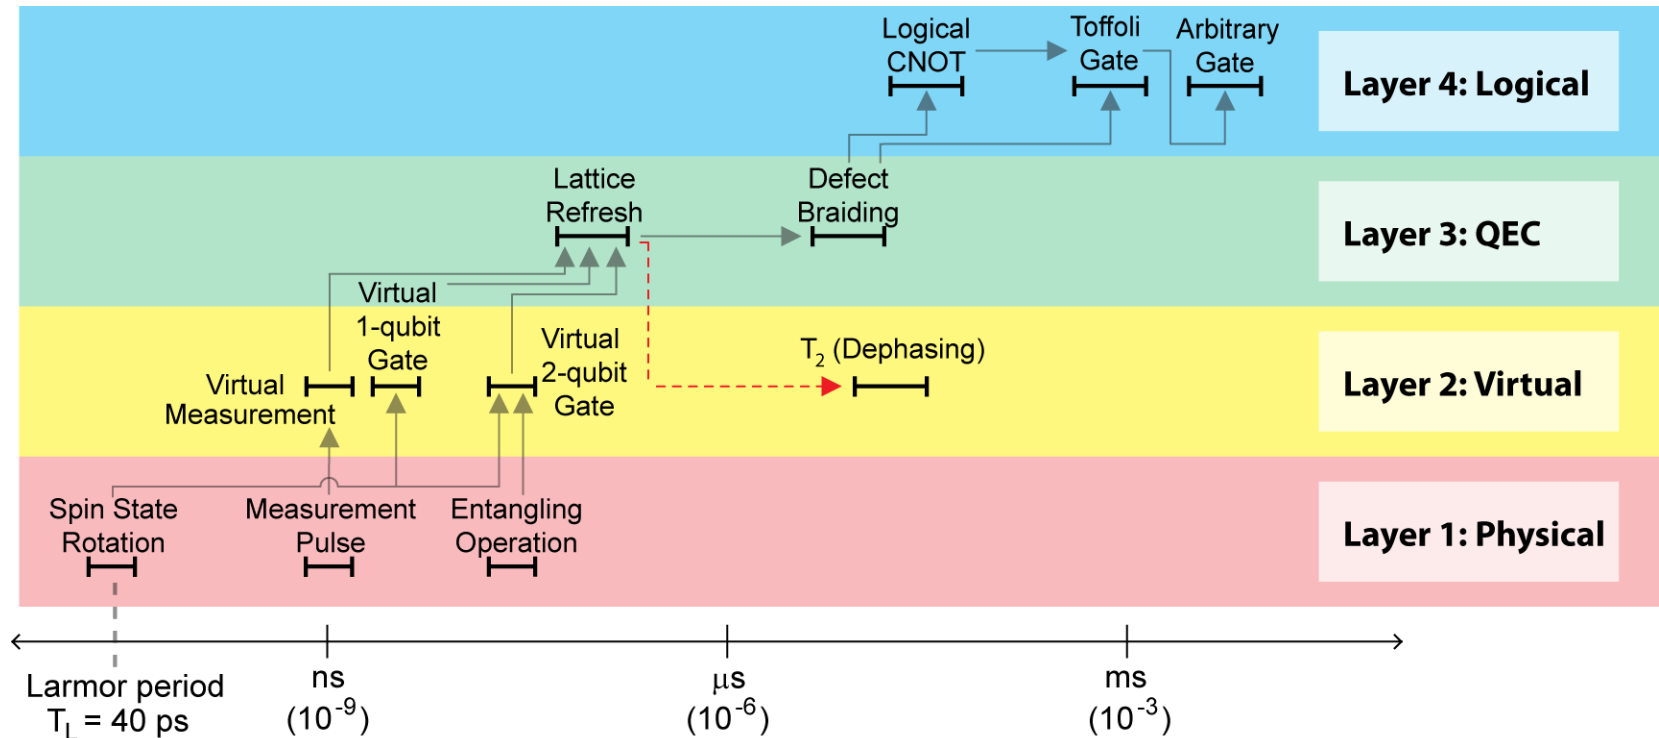 Logical
CNOT
Toffoli
Gate
Arbitrary
Gate
Layer 4: Logical
Lattice
Refresh
Defect
Braiding
Layer 3: QEC
Virtual
1-qubit
Gate
Virtual
2-qubit
Gate
T2 (Dephasing)
Virtual
Measurement
Layer 2: Virtual
Spin State
Rotation
Measurement
Pulse
Entangling
Operation
Layer 1: Physical
Larmor period
TL = 40 ps
ns
(10-9)
μs
(10-6)
ms
(10-3)